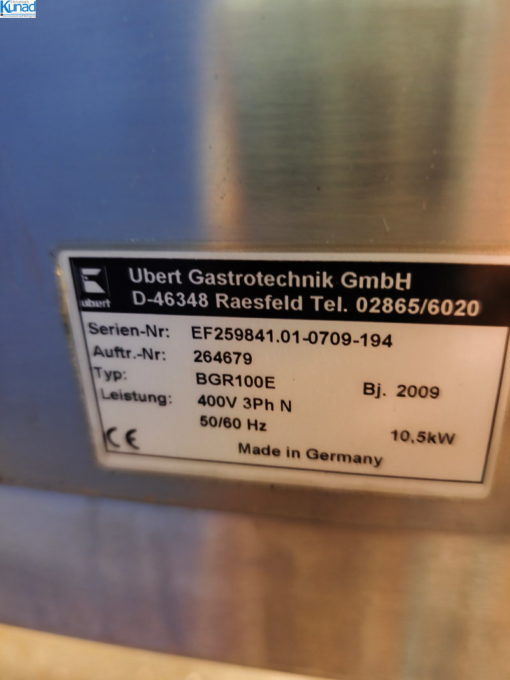 Kunad
Ubert Gastrotechnik GmbH
ubert
D-46348 Raesfeld Tel. 02865/6020
Serien-Nr: EF259841.01-0709-194
Auftr.-Nr: 264679
Typ: BGR100E Bj. 2009
Leistung: 400V 3Ph N
50/60 Hz 10,5kW
CE Made in Germany